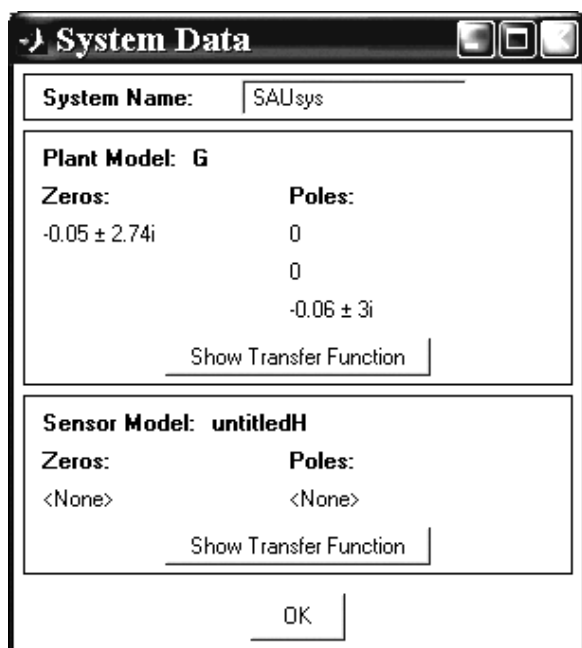 System Data
System Name: SAUsys
Plant Model: G
Zeros: Poles:
-0.05 ± 2.74i 0
0
-0.06 ± 3i
Show Transfer Function
Sensor Model: untitledH
Zeros: Poles:
<None> <None>
Show Transfer Function
OK